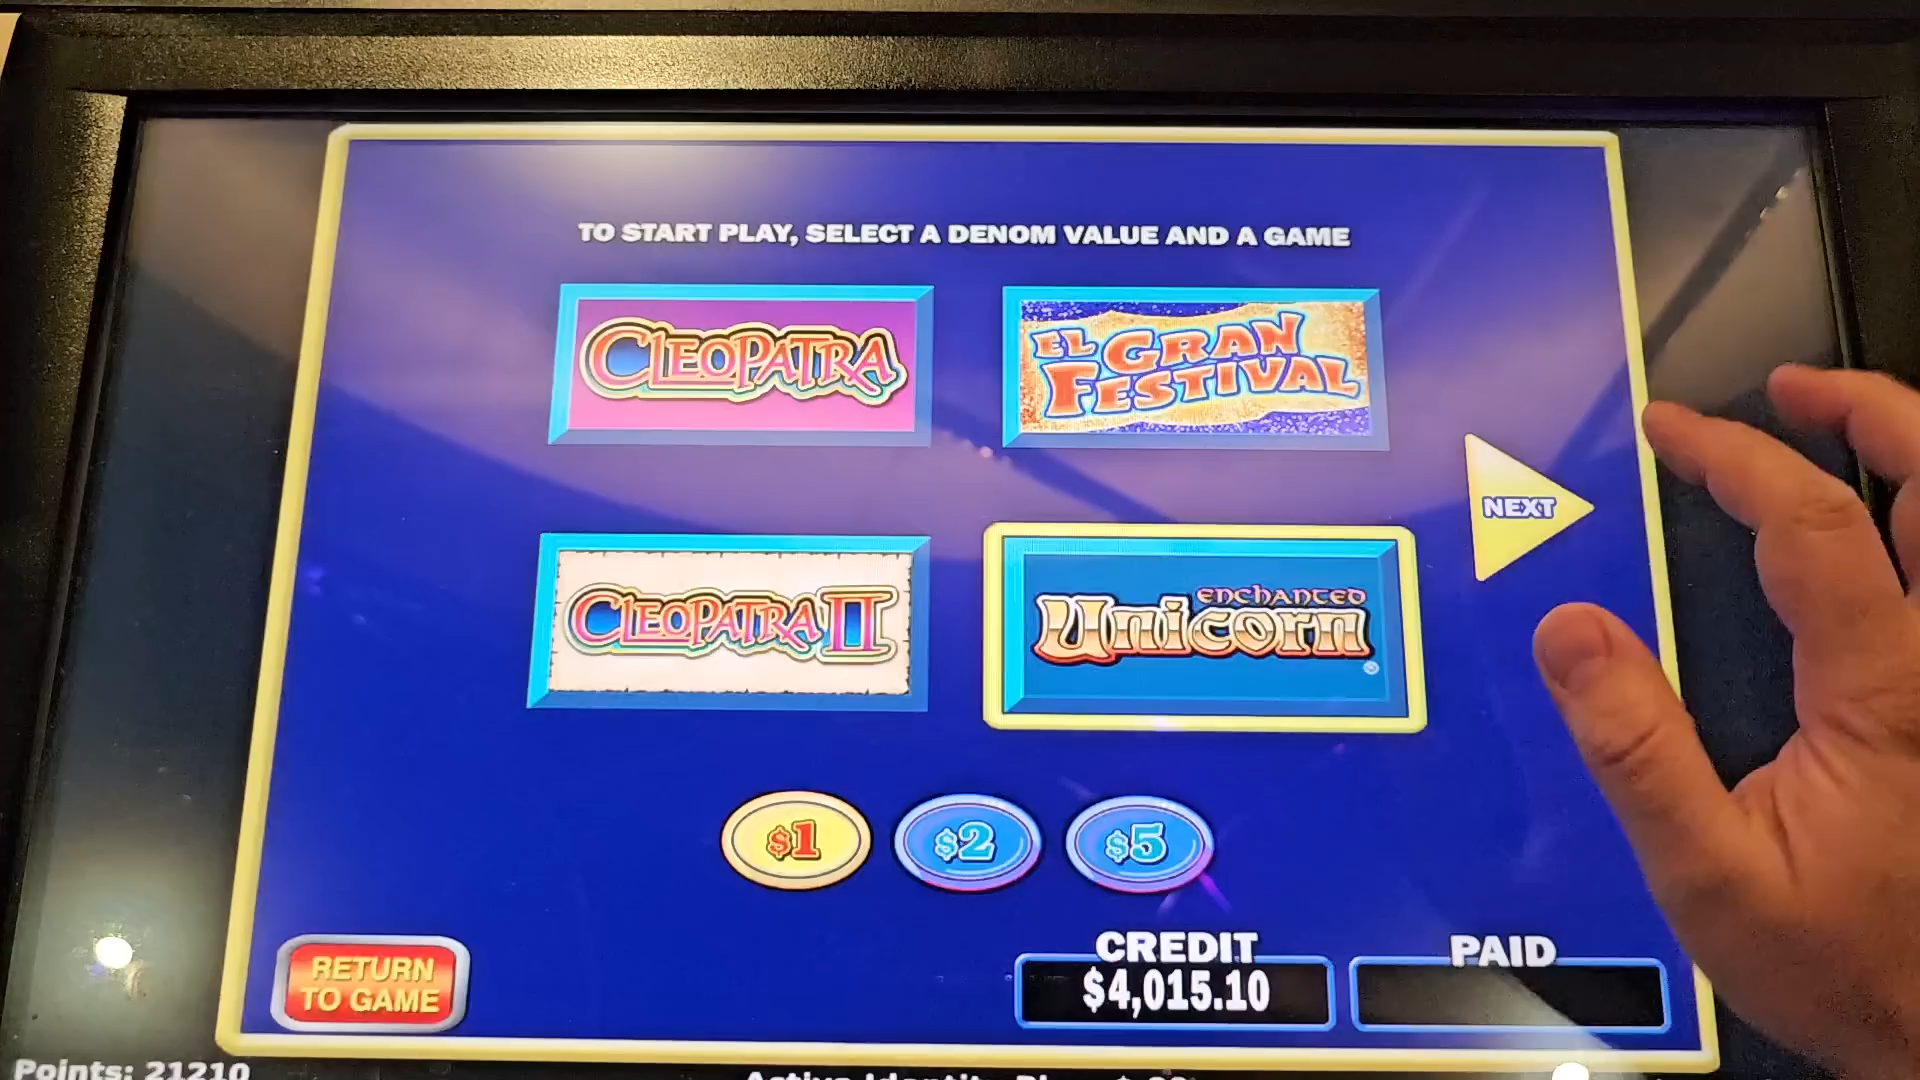 TO START PLAY, SELECT A DENOM VALUE AND A GAME
CLEOPATRA
EL GRAN
FESTIVAL
NEXT
CLEOPATRA II
ENCHANTED
Unicorn
®
$1 $2 $5
RETURN
TO GAME
CREDIT
$4,015.10
PAID
Points: 21210